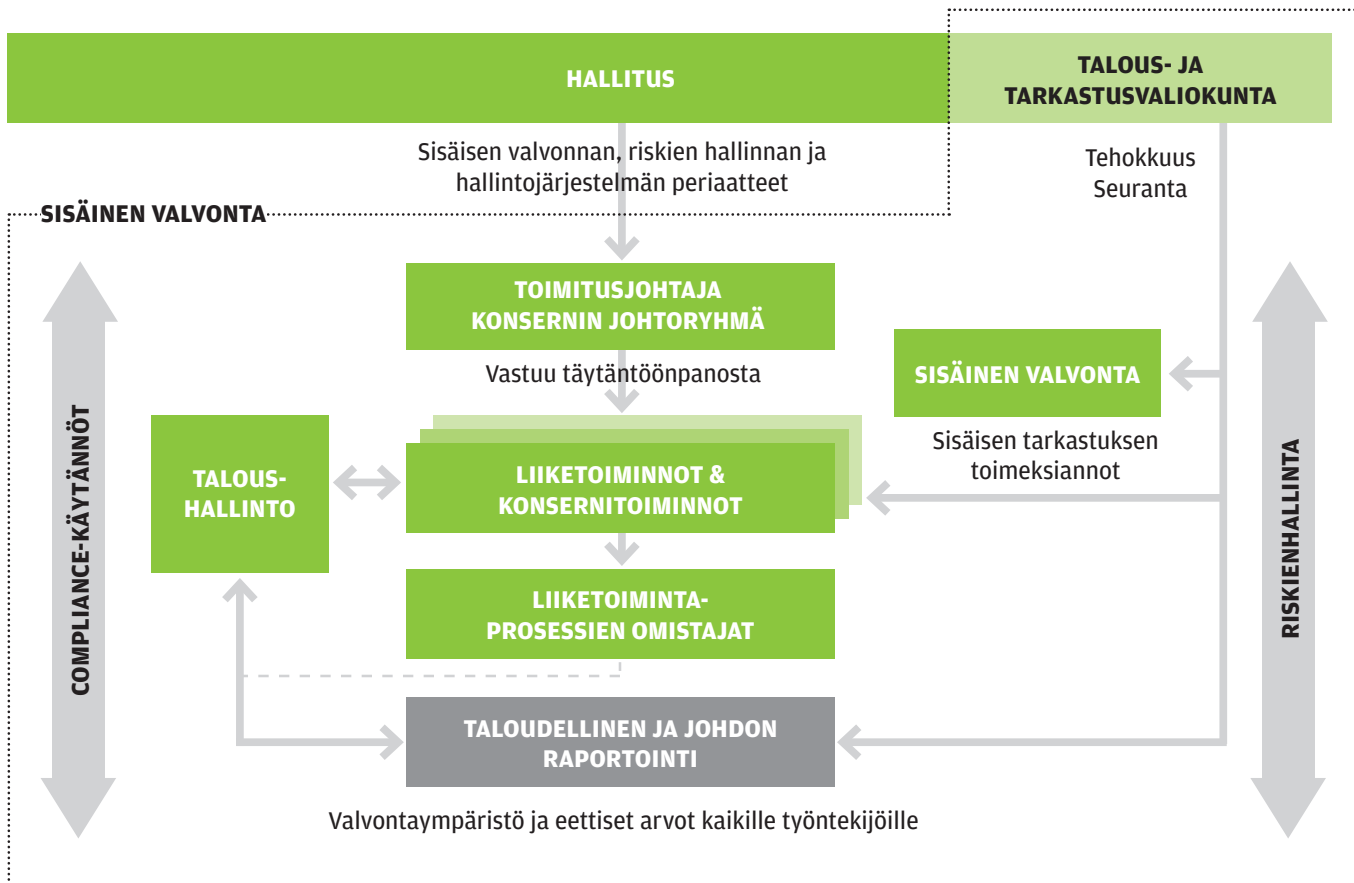 HALLITUS
TALOUS- JA
TARKASTUSVALIOKUNTA
Sisäisen valvonnan, riskien hallinnan ja
hallintojärjestelmän periaatteet
Tehokkuus
Seuranta
SISÄINEN VALVONTA
TOIMITUSJOHTAJA
KONSERNIN JOHTORYHMÄ
Vastuu täytäntöönpanosta
SISÄINEN VALVONTA
Sisäisen tarkastuksen
toimeksiannot
COMPLIANCE-KÄYTÄNNÖT
TALOUS-
HALLINTO
LIIKETOIMINNOT &
KONSERNITOIMINNOT
RISKIENHALLINTA
LIIKETOIMINTA-
PROSESSIEN OMISTAJAT
TALOUDELLINEN JA JOHDON
RAPORTOINTI
Valvontaympäristö ja eettiset arvot kaikille työntekijöille